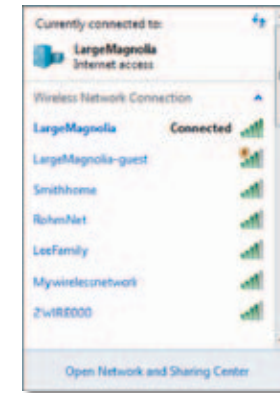 Currently connected to:
LargeMagnolia
Internet access
Wireless Network Connection
LargeMagnolia Connected
LargeMagnolia-guest
Smithhome
RohmNet
LeeFamily
Mywirelessnetwork
2WIRE000
Open Network and Sharing Center